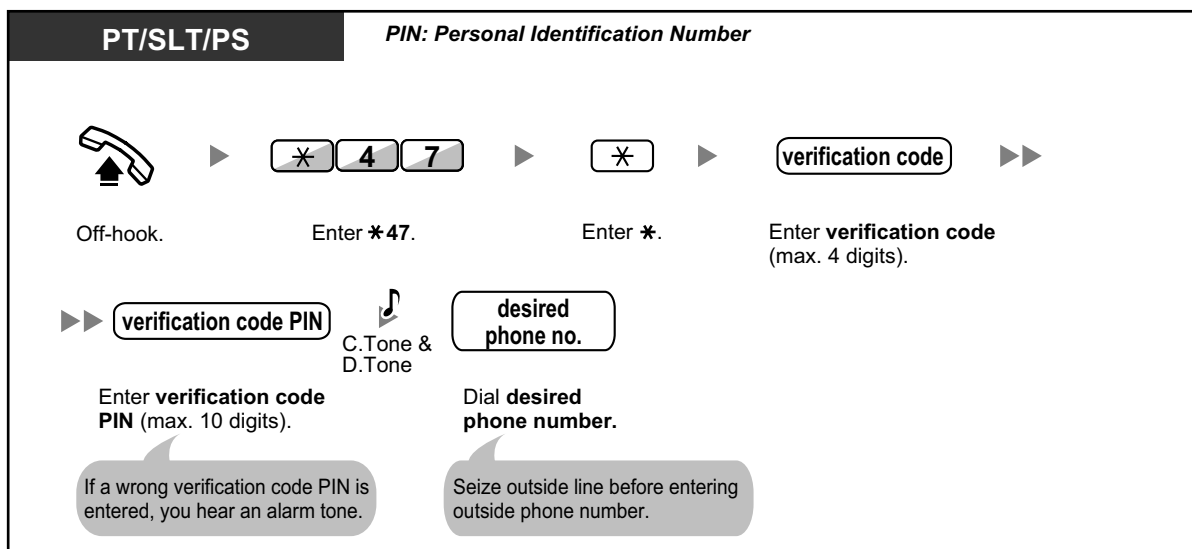 PT/SLT/PS
PIN: Personal Identification Number
* 4 7
*
verification code
Off-hook.
Enter *47.
Enter *.
Enter verification code
(max. 4 digits).
verification code PIN
C.Tone &
D.Tone
desired
phone no.
Enter verification code
PIN (max. 10 digits).
Dial desired
phone number.
If a wrong verification code PIN is
entered, you hear an alarm tone.
Seize outside line before entering
outside phone number.